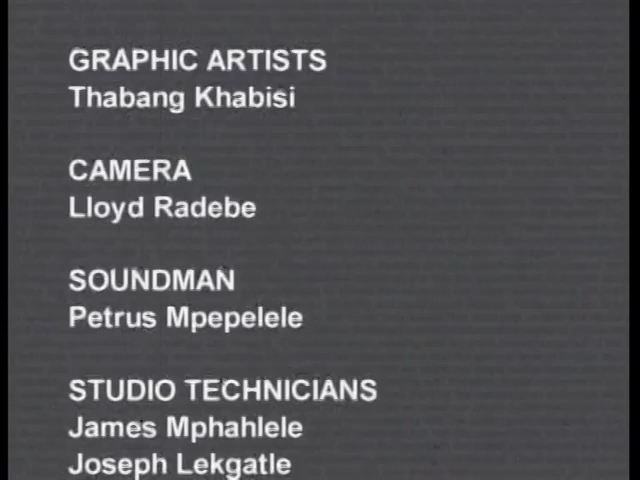 GRAPHIC ARTISTS
Thabang Khabisi
CAMERA
Lloyd Radebe
SOUNDMAN
Petrus Mpepelele
STUDIO TECHNICIANS
James Mphahlele
Joseph Lekgatle